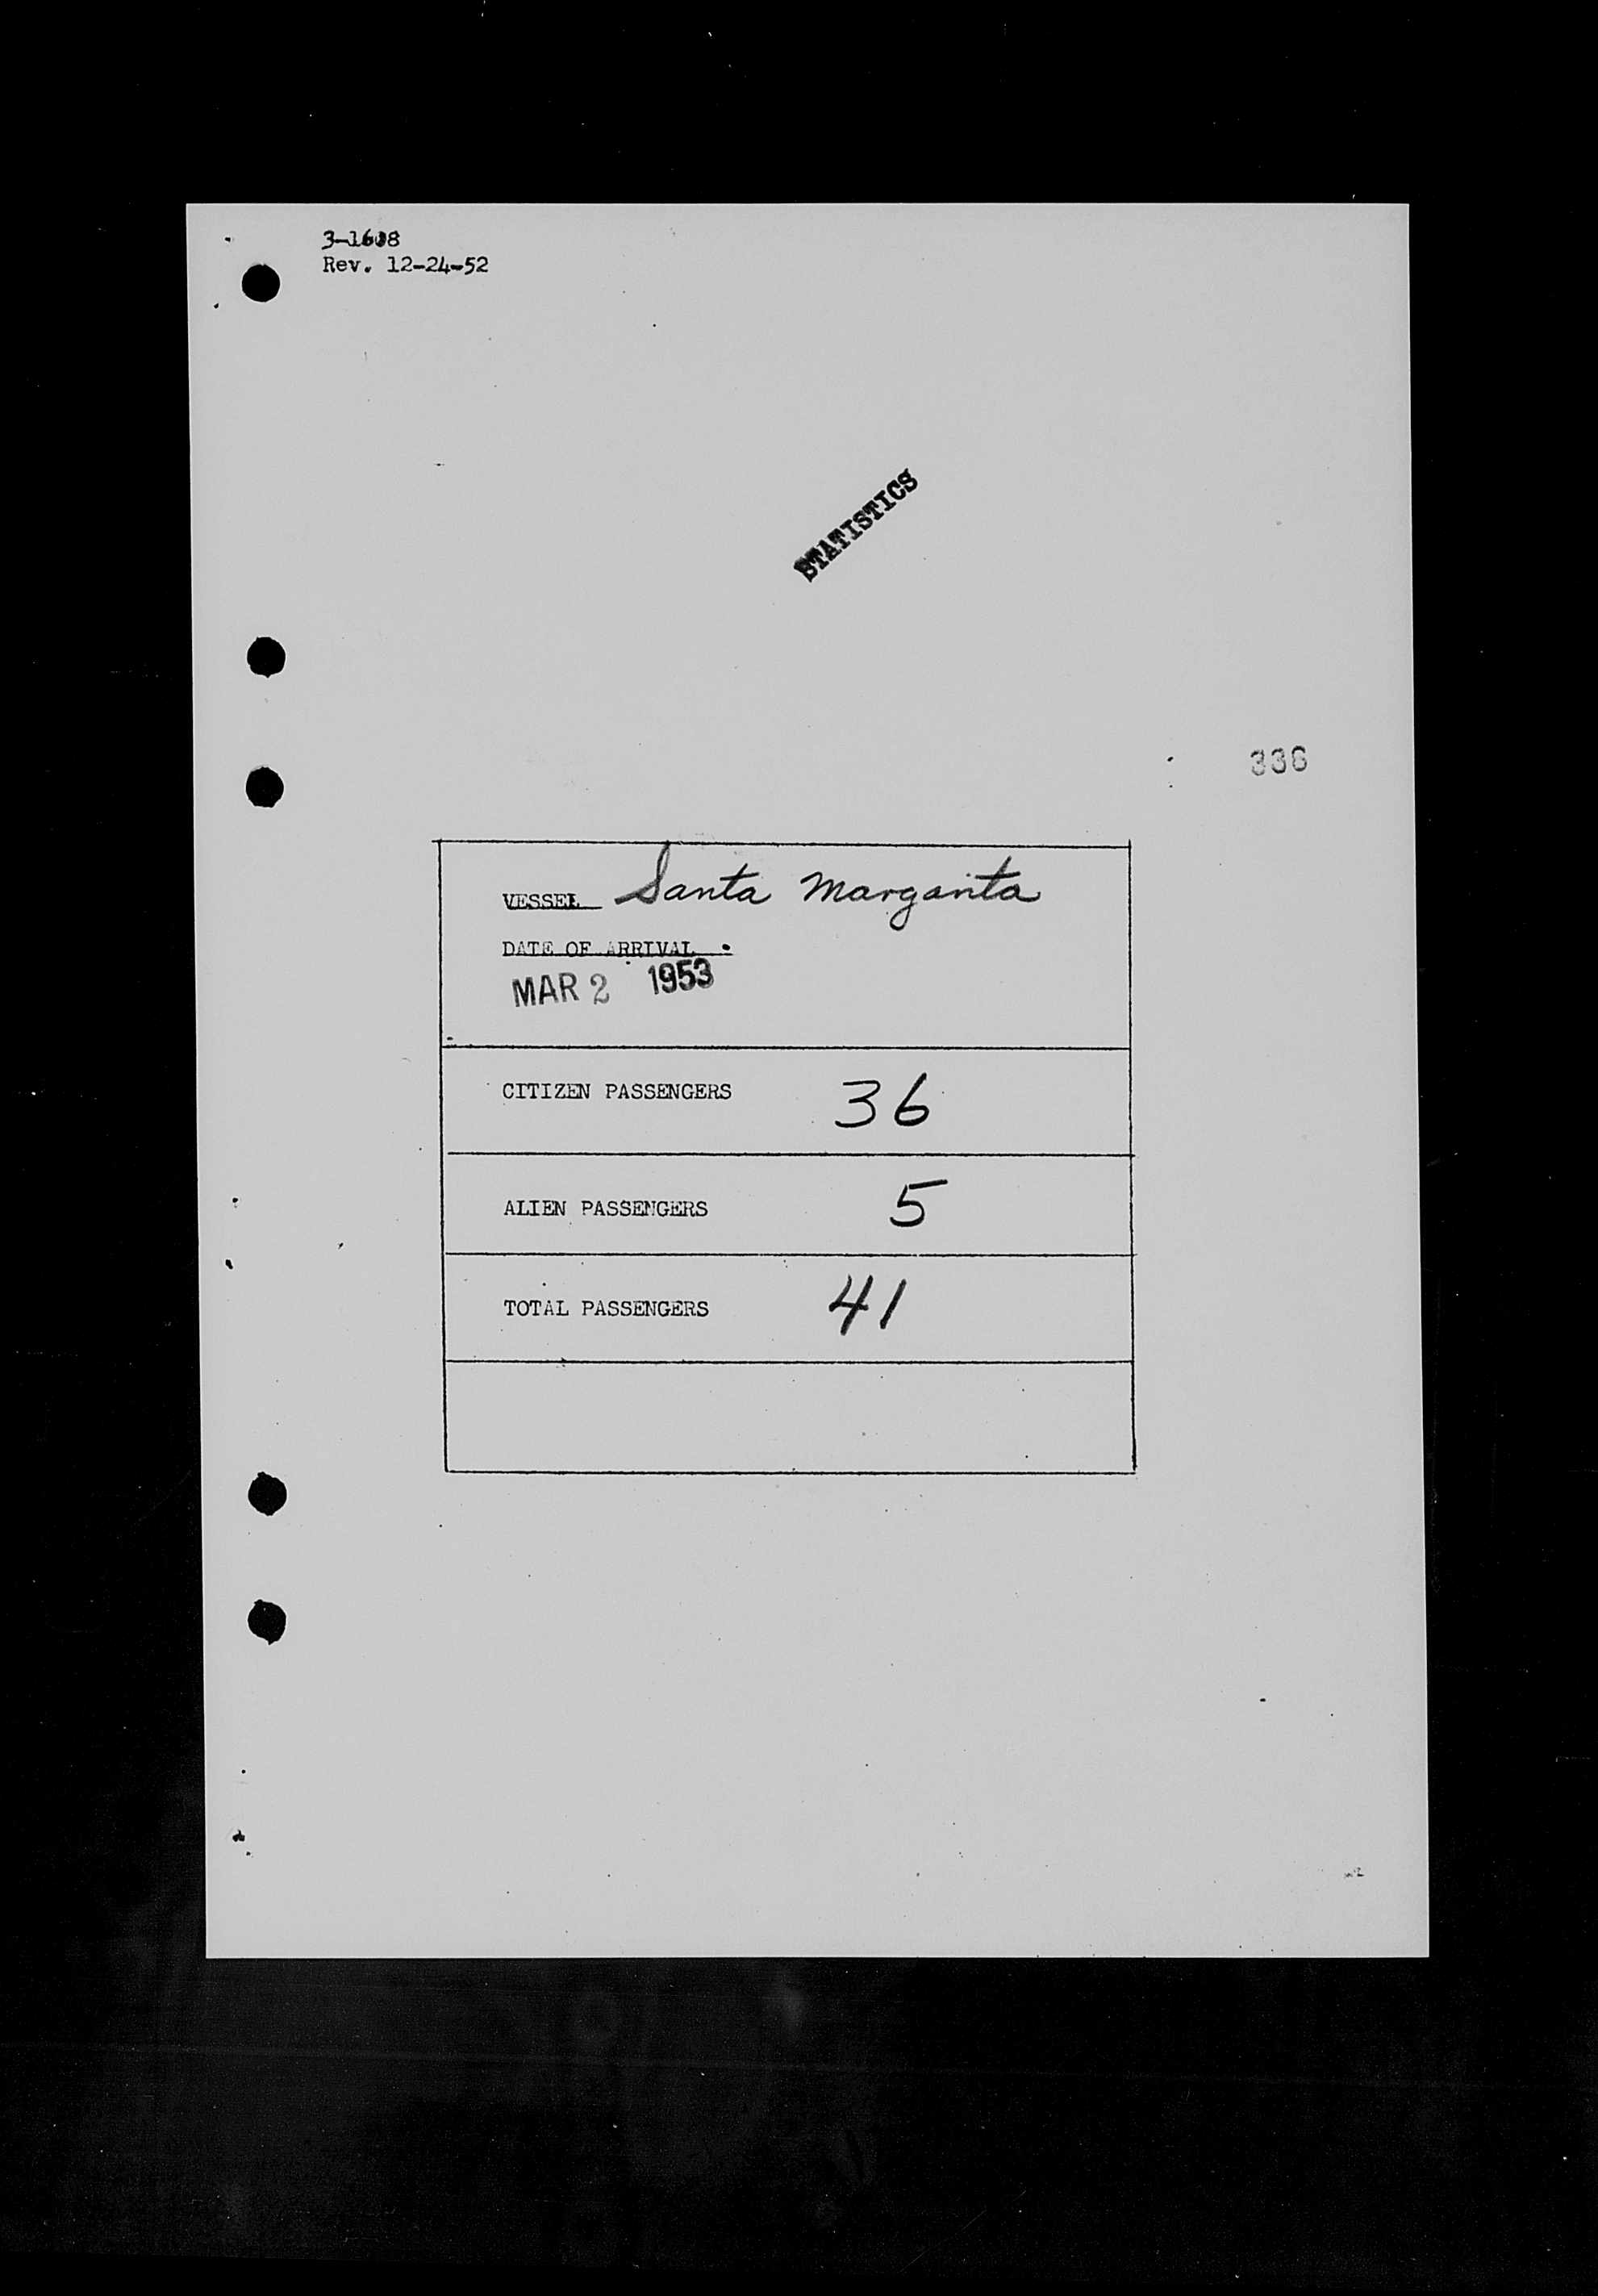 3-1608
Rev. 12-24-52
STATISTICS
336
VESSEL Santa Margarita
DATE OF ARRIVAL
MAR 2 1953
CITIZEN PASSENGERS 36
ALIEN PASSENGERS 5
TOTAL PASSENGERS 41